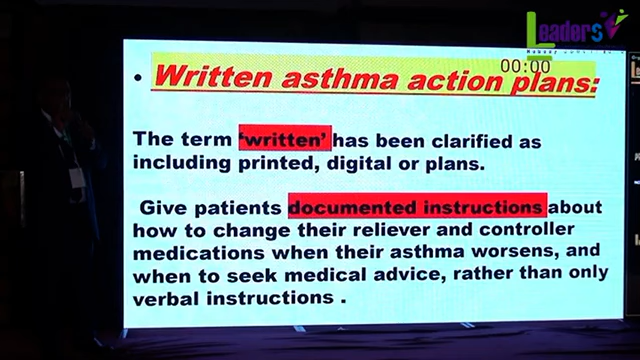 Leaders
00:00
• Written asthma action plans:
The term ‘written’ has been clarified as
including printed, digital or plans.
Give patients documented instructions about
how to change their reliever and controller
medications when their asthma worsens, and
when to seek medical advice, rather than only
verbal instructions .